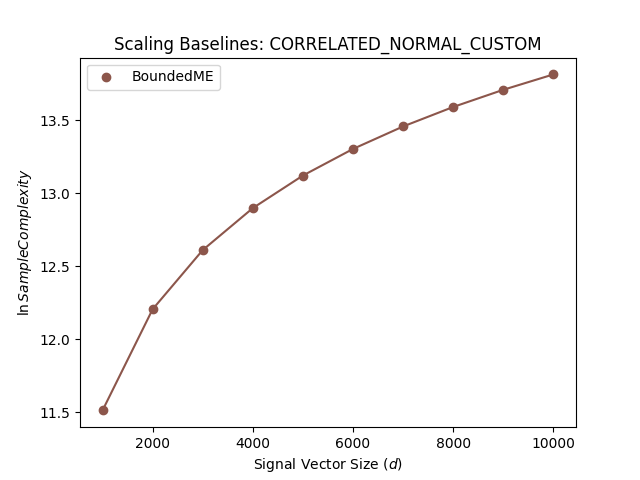 Scaling Baselines: CORRELATED_NORMAL_CUSTOM
BoundedME
13.5
13.0
12.5
12.0
11.5
ln SampleComplexity
2000 4000 6000 8000 10000
Signal Vector Size (d)